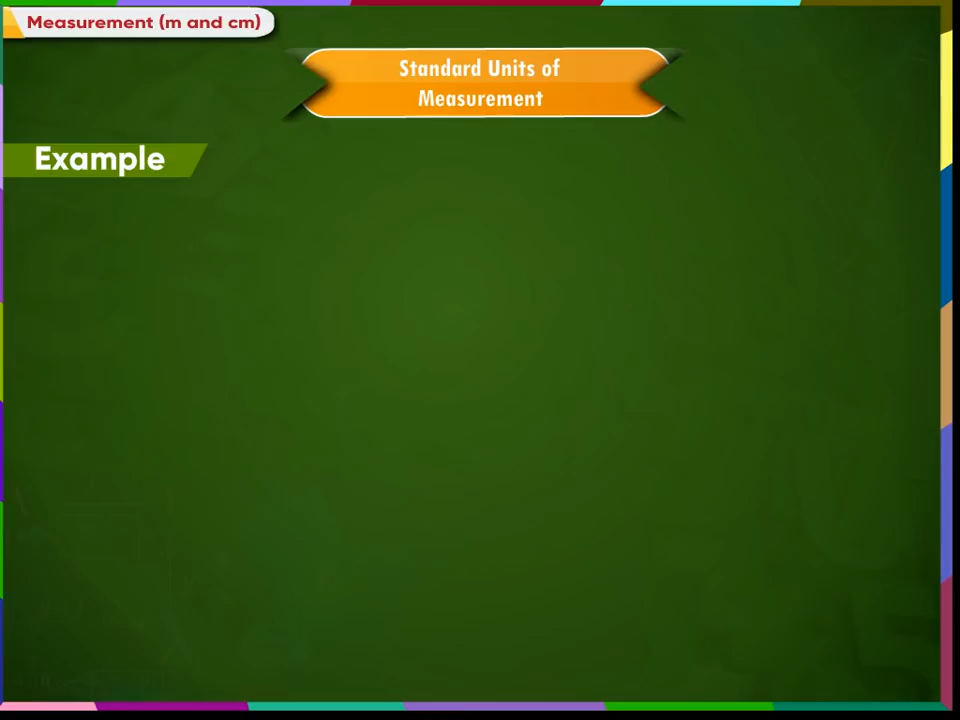 Measurement (m and cm)
Standard Units of
Measurement
Example